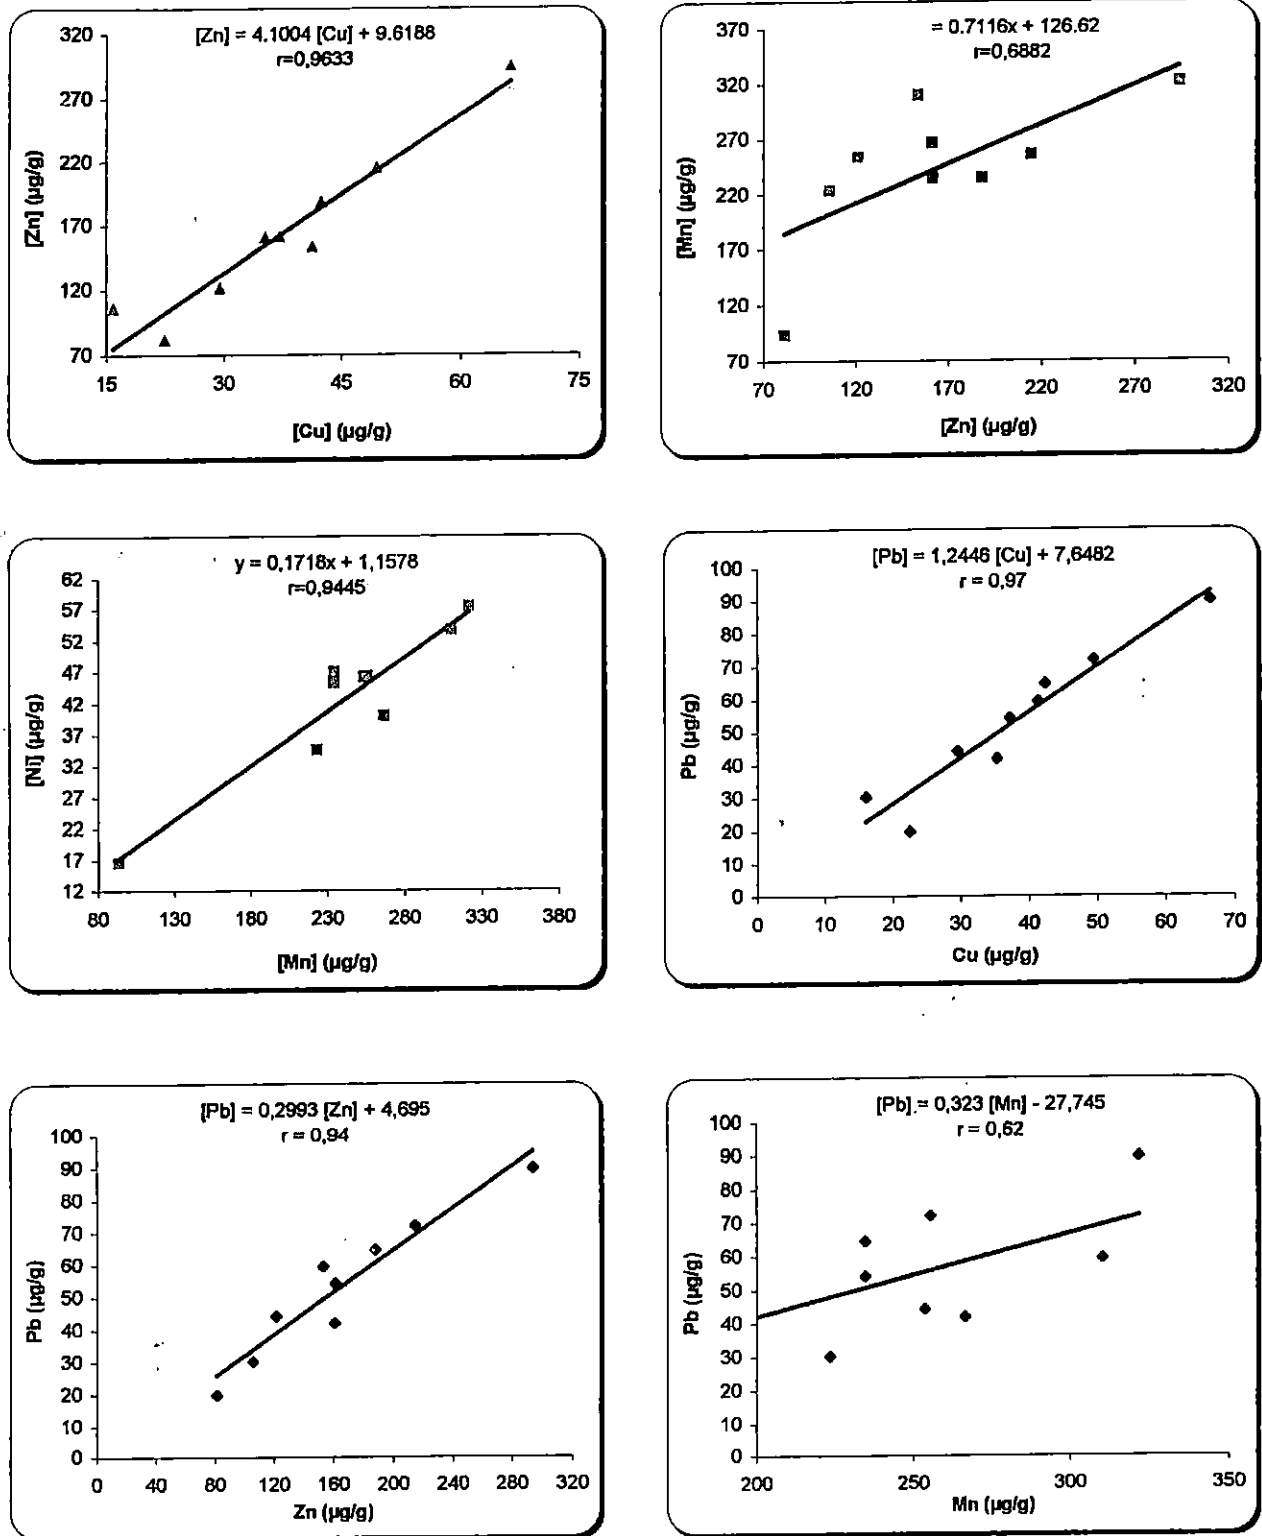 [Zn] = 4.1004 [Cu] + 9.6188
r=0,9633
320
270
220
170
120
70
[Zn] (µg/g)
15 30 45 60 75
[Cu] (µg/g)
= 0.7116x + 126.62
r=0,6882
370
320
270
220
170
120
70
[Mn] (µg/g)
70 120 170 220 270 320
[Zn] (µg/g)
y = 0,1718x + 1,1578
r=0,9445
62
57
52
47
42
37
32
27
22
17
12
[Ni] (µg/g)
80 130 180 230 280 330 380
[Mn] (µg/g)
[Pb] = 1,2446 [Cu] + 7,6482
r = 0,97
100
90
80
70
60
50
40
30
20
10
0
Pb (µg/g)
0 10 20 30 40 50 60 70
Cu (µg/g)
[Pb] = 0,2993 [Zn] + 4,695
r = 0,94
100
90
80
70
60
50
40
30
20
10
0
Pb (µg/g)
0 40 80 120 160 200 240 280 320
Zn (µg/g)
[Pb] = 0,323 [Mn] - 27,745
r = 0,62
100
90
80
70
60
50
40
30
20
10
0
Pb (µg/g)
200 250 300 350
Mn (µg/g)